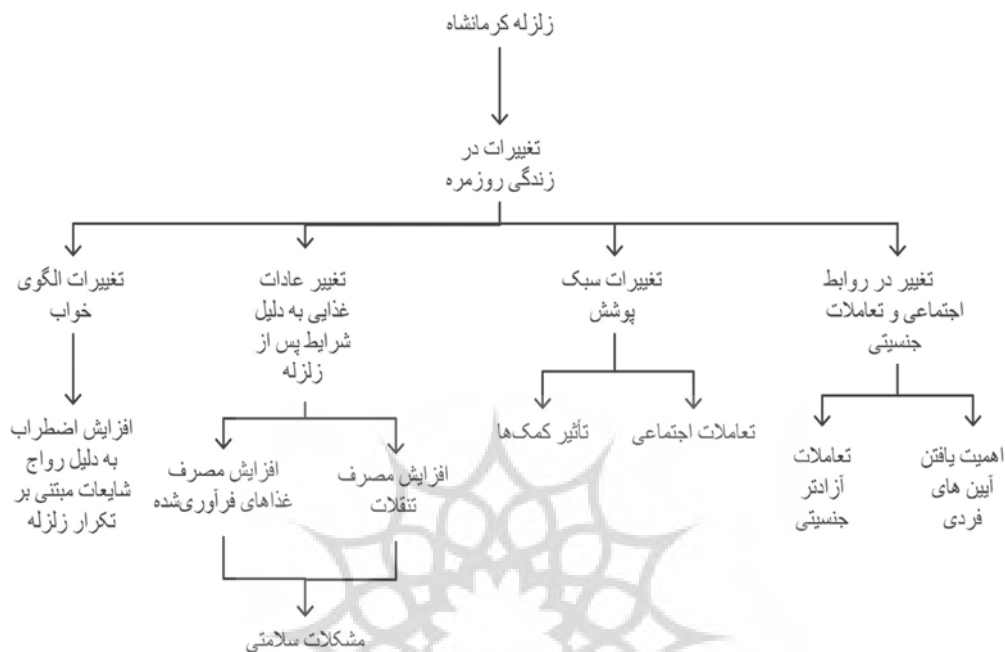 زلزله کرمانشاه
تغییرات در
زندگی روزمره
تغییر در روابط
اجتماعی و تعاملات
جنسیتی
تغییرات سبک
پوشش
تغییر عادات
غذایی به دلیل
شرایط پس از
زلزله
تغییرات الگوی
خواب
اهمیت یافتن
آیین های
فردی
تعاملات
آزادتر
جنسیتی
تعاملات اجتماعی
تأثیر کمک‌ها
افزایش مصرف
تنقلات
افزایش مصرف
غذاهای فرآوری‌شده
افزایش اضطراب
به دلیل رواج
شایعات مبتنی بر
تکرار زلزله
مشکلات سلامتی